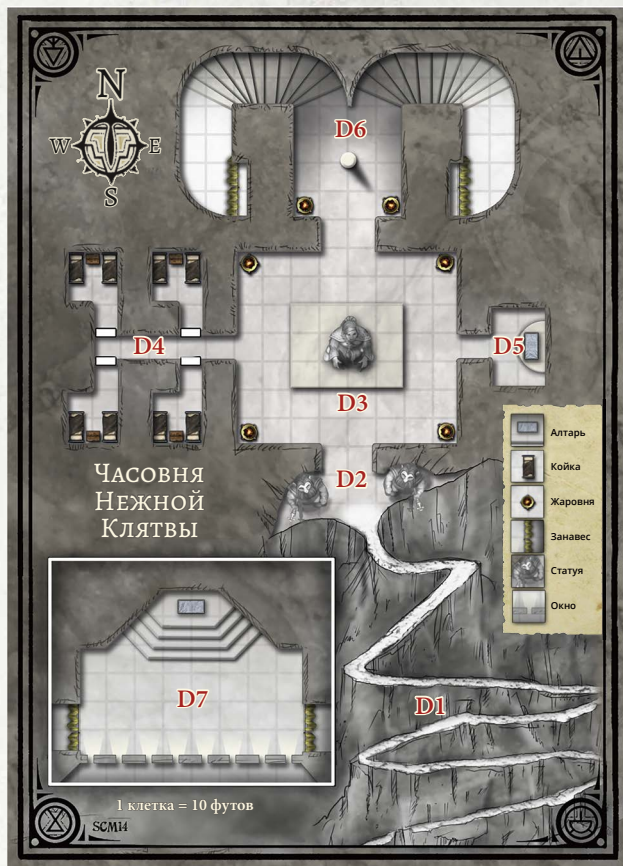 N
W E
S
D6
D4
D5
D3
D2
Алтарь
Койка
Жаровня
Занавес
Статуя
Окно
Часовня
Нежной
Клятвы
D7
D1
1 клетка = 10 футов
SCM14